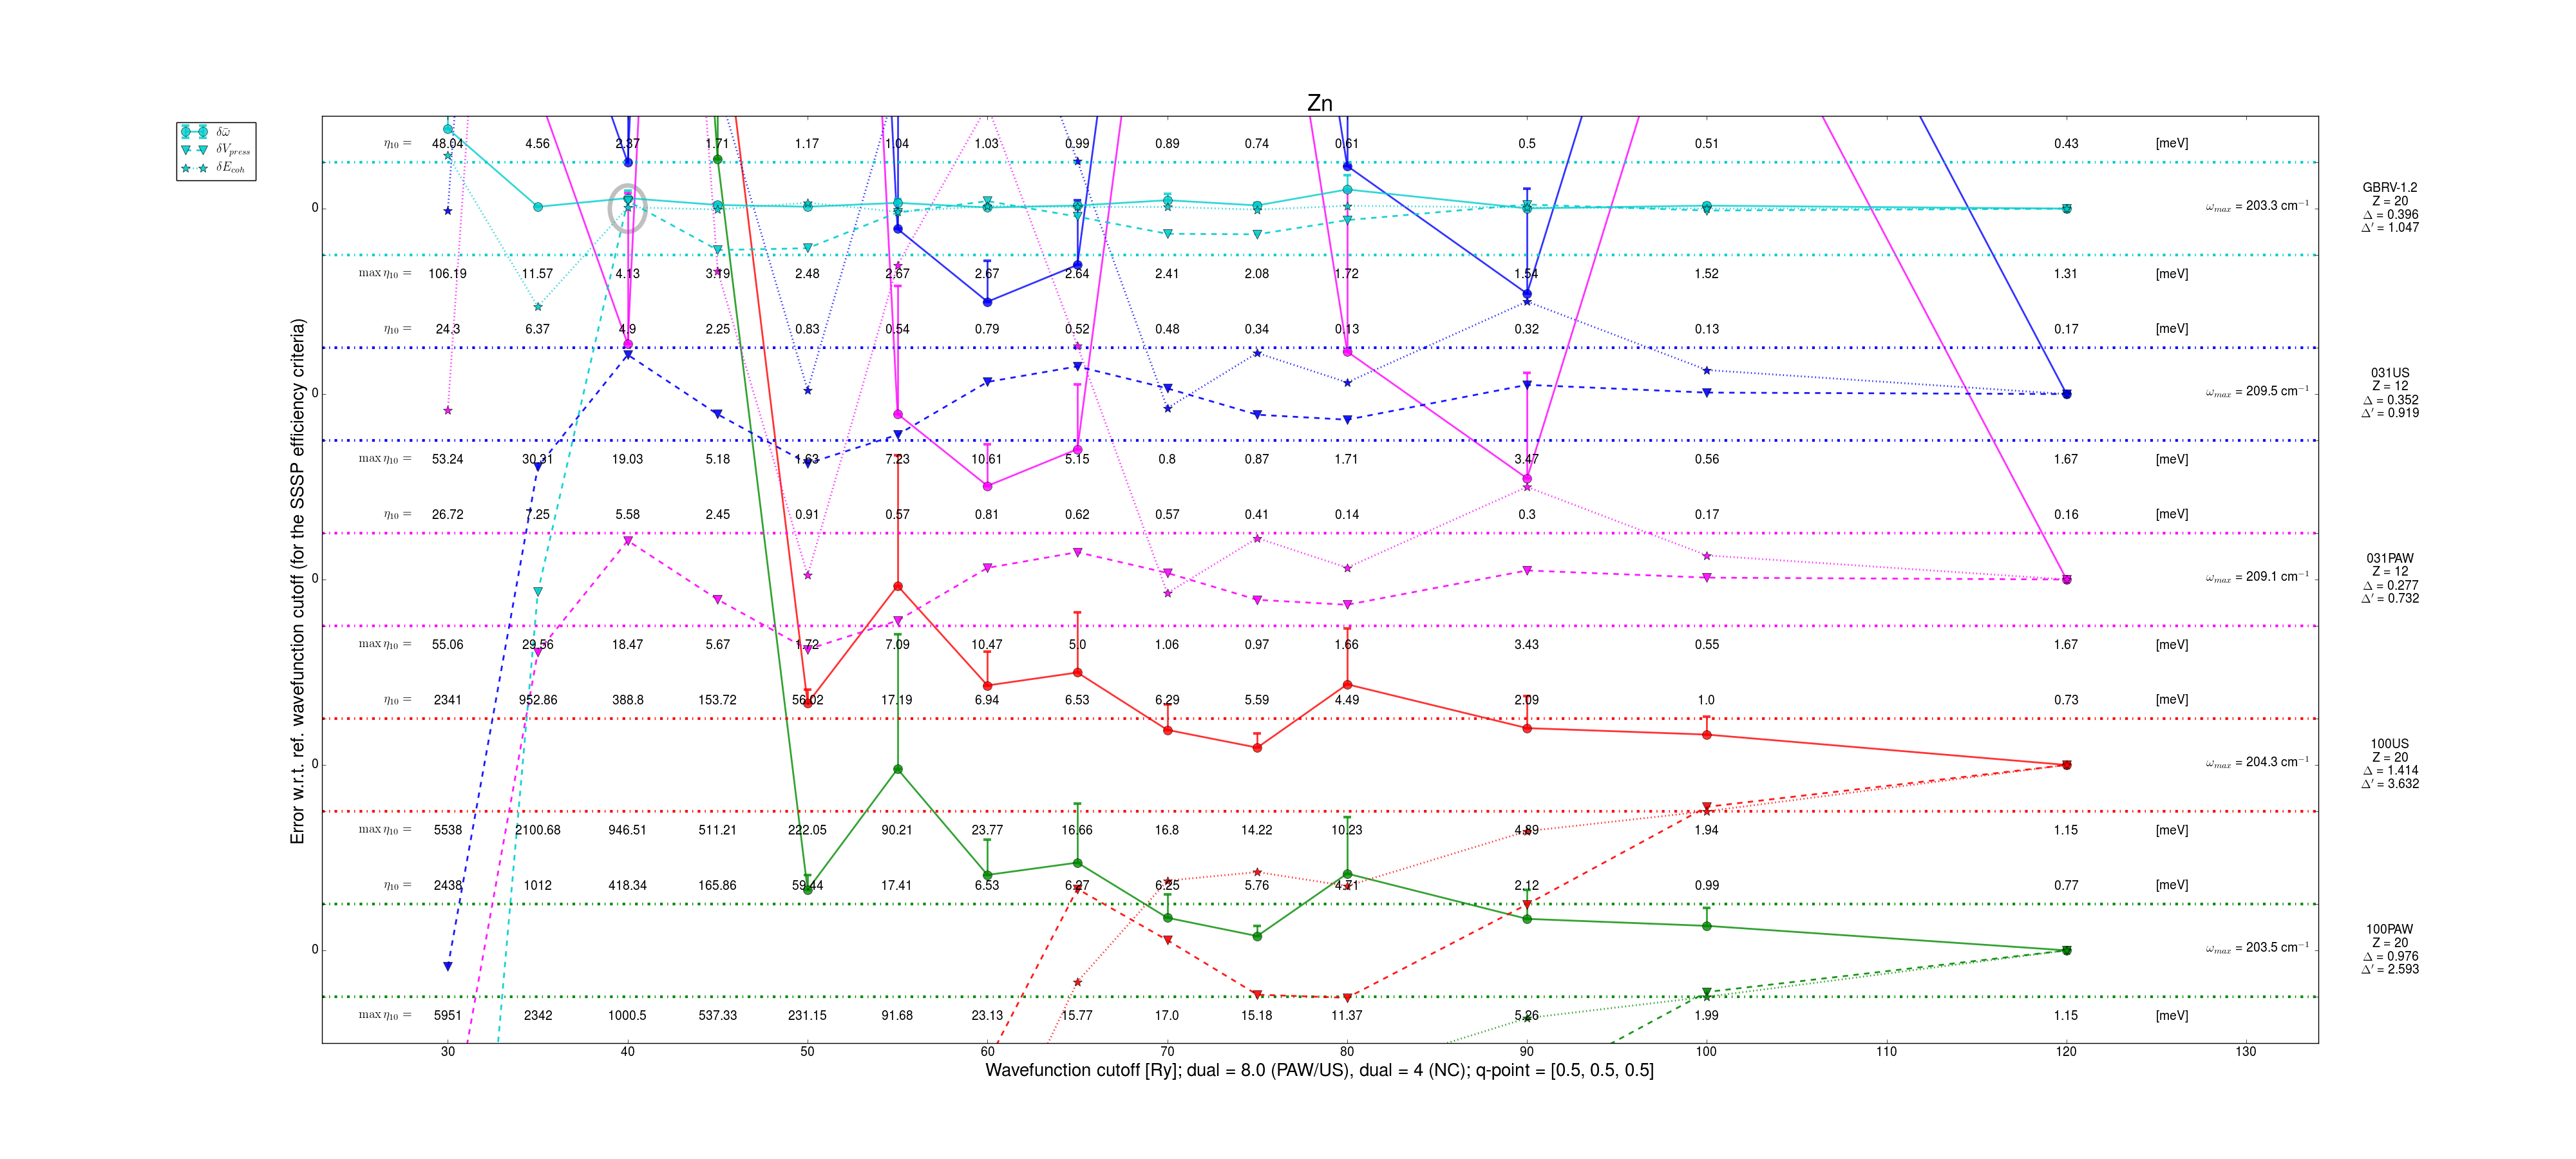 Zn
δω̄
δV_press
δE_coh
Error w.r.t. ref. wavefunction cutoff (for the SSSP efficiency criteria)
η₁₀ = 48.04 4.56 2.87 1.71 1.17 1.04 1.03 0.99 0.89 0.74 0.61 0.5 0.51 0.43 [meV]
0 ω_max = 203.3 cm⁻¹
GBRV-1.2
Z = 20
Δ = 0.396
Δ′ = 1.047
max η₁₀ = 106.19 11.57 4.13 3.19 2.48 2.67 2.67 2.64 2.41 2.08 1.72 1.54 1.52 1.31 [meV]
η₁₀ = 24.3 6.37 4.9 2.25 0.83 0.54 0.79 0.52 0.48 0.34 0.13 0.32 0.13 0.17 [meV]
0 ω_max = 209.5 cm⁻¹
031US
Z = 12
Δ = 0.352
Δ′ = 0.919
max η₁₀ = 53.24 30.31 19.03 5.18 1.63 7.23 10.61 5.15 0.8 0.87 1.71 3.47 0.56 1.67 [meV]
η₁₀ = 26.72 7.25 5.58 2.45 0.91 0.57 0.81 0.62 0.57 0.41 0.14 0.3 0.17 0.16 [meV]
0 ω_max = 209.1 cm⁻¹
031PAW
Z = 12
Δ = 0.277
Δ′ = 0.732
max η₁₀ = 55.06 29.56 18.47 5.67 1.72 7.09 10.47 5.0 1.06 0.97 1.66 3.43 0.55 1.67 [meV]
η₁₀ = 2341 952.86 388.8 153.72 56.02 17.19 6.94 6.53 6.29 5.59 4.49 2.09 1.0 0.73 [meV]
0 ω_max = 204.3 cm⁻¹
100US
Z = 20
Δ = 1.414
Δ′ = 3.632
max η₁₀ = 5538 2100.68 946.51 511.21 222.05 90.21 23.77 16.66 16.8 14.22 10.23 4.89 1.94 1.15 [meV]
η₁₀ = 2438 1012 418.34 165.86 59.44 17.41 6.53 6.27 6.25 5.76 4.71 2.12 0.99 0.77 [meV]
0 ω_max = 203.5 cm⁻¹
100PAW
Z = 20
Δ = 0.976
Δ′ = 2.593
max η₁₀ = 5951 2342 1000.5 537.33 231.15 91.68 23.13 15.77 17.0 15.18 11.37 5.26 1.99 1.15 [meV]
30 40 50 60 70 80 90 100 110 120 130
Wavefunction cutoff [Ry]; dual = 8.0 (PAW/US), dual = 4 (NC); q-point = [0.5, 0.5, 0.5]